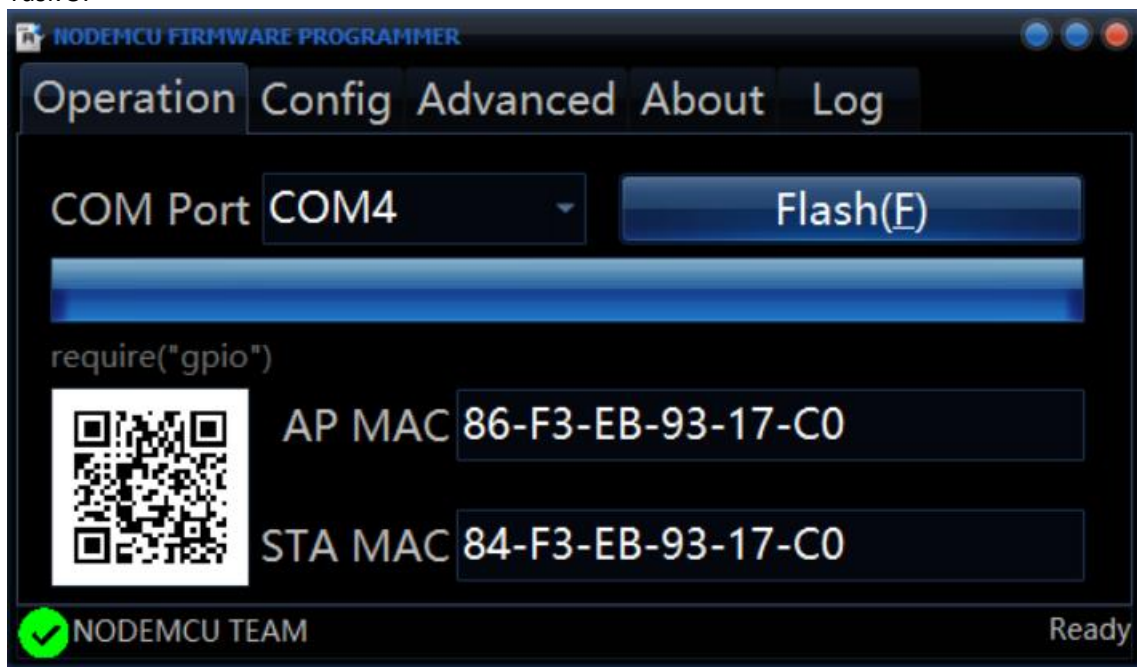 NODEMCU FIRMWARE PROGRAMMER
Operation Config Advanced About Log
COM Port COM4 Flash(F)
require("gpio")
AP MAC 86-F3-EB-93-17-C0
STA MAC 84-F3-EB-93-17-C0
NODEMCU TEAM Ready